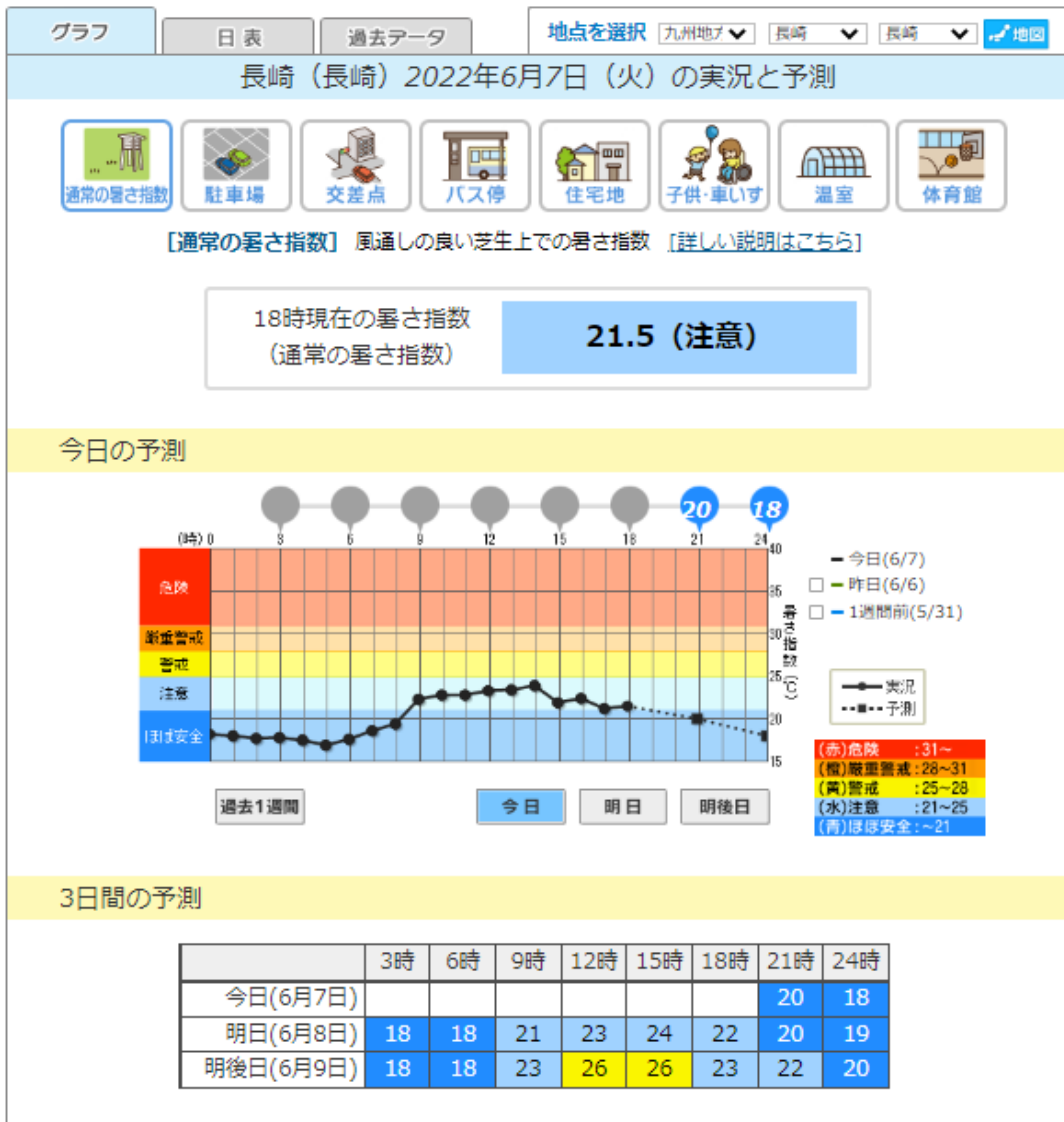 グラフ 日表 過去データ 地点を選択 九州地方 長崎 長崎 地図
長崎（長崎）2022年6月7日（火）の実況と予測
通常の暑さ指数 駐車場 交差点 バス停 住宅地 子供・車いす 温室 体育館
［通常の暑さ指数］ 風通しの良い芝生上での暑さ指数 [詳しい説明はこちら]
18時現在の暑さ指数
（通常の暑さ指数）
21.5（注意）
今日の予測
20 18
(時) 0 3 6 9 12 15 18 21 24
危険
厳重警戒
警戒
注意
ほぼ安全
40
35
30
25
20
15
暑さ指数(℃)
今日(6/7)
昨日(6/6)
1週間前(5/31)
実況
予測
(赤)危険 :31～
(橙)厳重警戒:28～31
(黄)警戒 :25～28
(水)注意 :21～25
(青)ほぼ安全:～21
過去1週間 今日 明日 明後日
3日間の予測
3時 6時 9時 12時 15時 18時 21時 24時
今日(6月7日) 20 18
明日(6月8日) 18 18 21 23 24 22 20 19
明後日(6月9日) 18 18 23 26 26 23 22 20